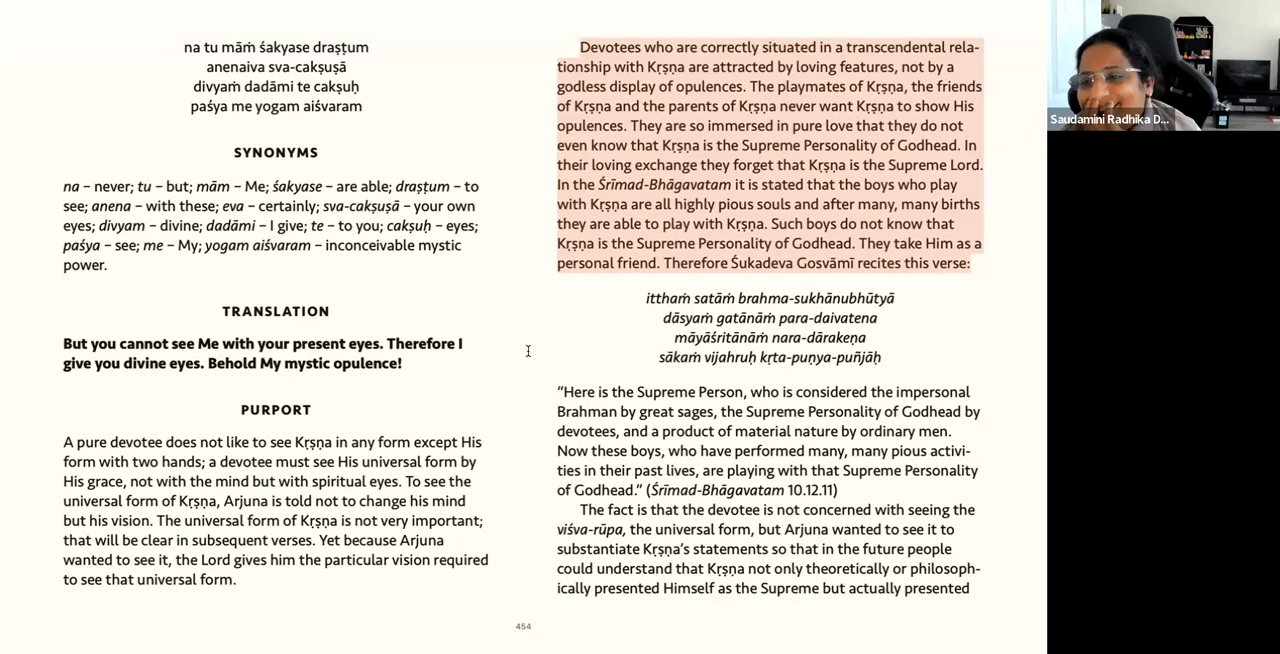 na tu māṁ śakyase draṣṭum
anenaiva sva-cakṣuṣā
divyaṁ dadāmi te cakṣuḥ
paśya me yogam aiśvaram
SYNONYMS
na – never; tu – but; mām – Me; śakyase – are able; draṣṭum – to
see; anena – with these; eva – certainly; sva-cakṣuṣā – your own
eyes; divyam – divine; dadāmi – I give; te – to you; cakṣuḥ – eyes;
paśya – see; me – My; yogam aiśvaram – inconceivable mystic
power.
TRANSLATION
But you cannot see Me with your present eyes. Therefore I
give you divine eyes. Behold My mystic opulence!
PURPORT
A pure devotee does not like to see Kṛṣṇa in any form except His
form with two hands; a devotee must see His universal form by
His grace, not with the mind but with spiritual eyes. To see the
universal form of Kṛṣṇa, Arjuna is told not to change his mind
but his vision. The universal form of Kṛṣṇa is not very important;
that will be clear in subsequent verses. Yet because Arjuna
wanted to see it, the Lord gives him the particular vision required
to see that universal form.
Devotees who are correctly situated in a transcendental rela-
tionship with Kṛṣṇa are attracted by loving features, not by a
godless display of opulences. The playmates of Kṛṣṇa, the friends
of Kṛṣṇa and the parents of Kṛṣṇa never want Kṛṣṇa to show His
opulences. They are so immersed in pure love that they do not
even know that Kṛṣṇa is the Supreme Personality of Godhead. In
their loving exchange they forget that Kṛṣṇa is the Supreme Lord.
In the Śrīmad-Bhāgavatam it is stated that the boys who play
with Kṛṣṇa are all highly pious souls and after many, many births
they are able to play with Kṛṣṇa. Such boys do not know that
Kṛṣṇa is the Supreme Personality of Godhead. They take Him as a
personal friend. Therefore Śukadeva Gosvāmī recites this verse:
itthaṁ satāṁ brahma-sukhānubhūtyā
dāsyaṁ gatānāṁ para-daivatena
māyāśritānāṁ nara-dārakeṇa
sākaṁ vijahruḥ kṛta-puṇya-puñjāḥ
“Here is the Supreme Person, who is considered the impersonal
Brahman by great sages, the Supreme Personality of Godhead by
devotees, and a product of material nature by ordinary men.
Now these boys, who have performed many, many pious activi-
ties in their past lives, are playing with that Supreme Personality
of Godhead.” (Śrīmad-Bhāgavatam 10.12.11)
The fact is that the devotee is not concerned with seeing the
viśva-rūpa, the universal form, but Arjuna wanted to see it to
substantiate Kṛṣṇa’s statements so that in the future people
could understand that Kṛṣṇa not only theoretically or philosoph-
ically presented Himself as the Supreme but actually presented
454
Saudamini Radhika D...